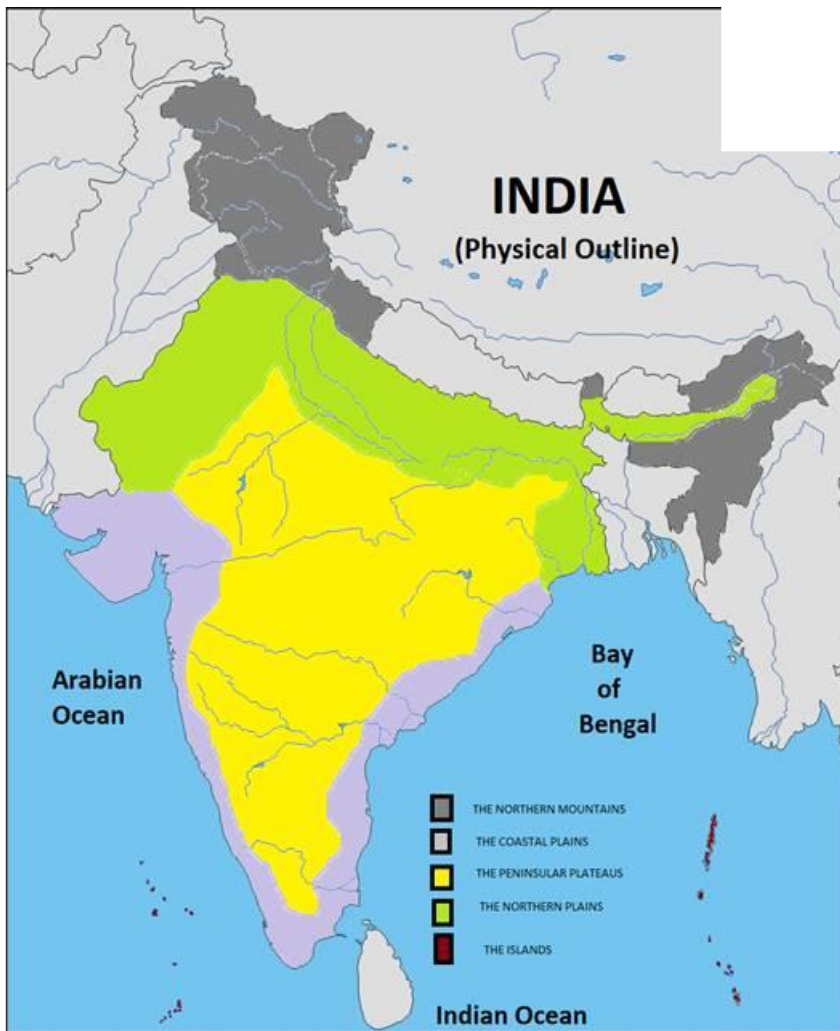 INDIA
(Physical Outline)
Arabian
Ocean
Bay
of
Bengal
THE NORTHERN MOUNTAINS
THE COASTAL PLAINS
THE PENINSULAR PLATEAUS
THE NORTHERN PLAINS
THE ISLANDS
Indian Ocean